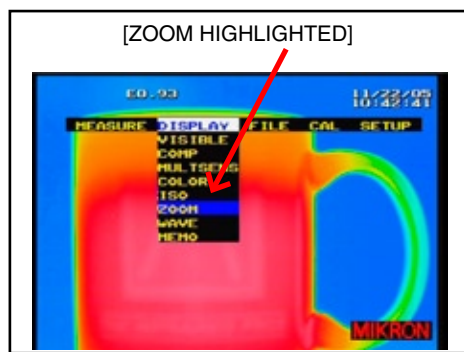 [ZOOM HIGHLIGHTED]
E0.93 11/22/05
10:42:41
MEASURE DISPLAY FILE CAL SETUP
VISIBLE
COMP
MULTSENS
COLOR
ISO
ZOOM
WAVE
MEMO
MIKRON